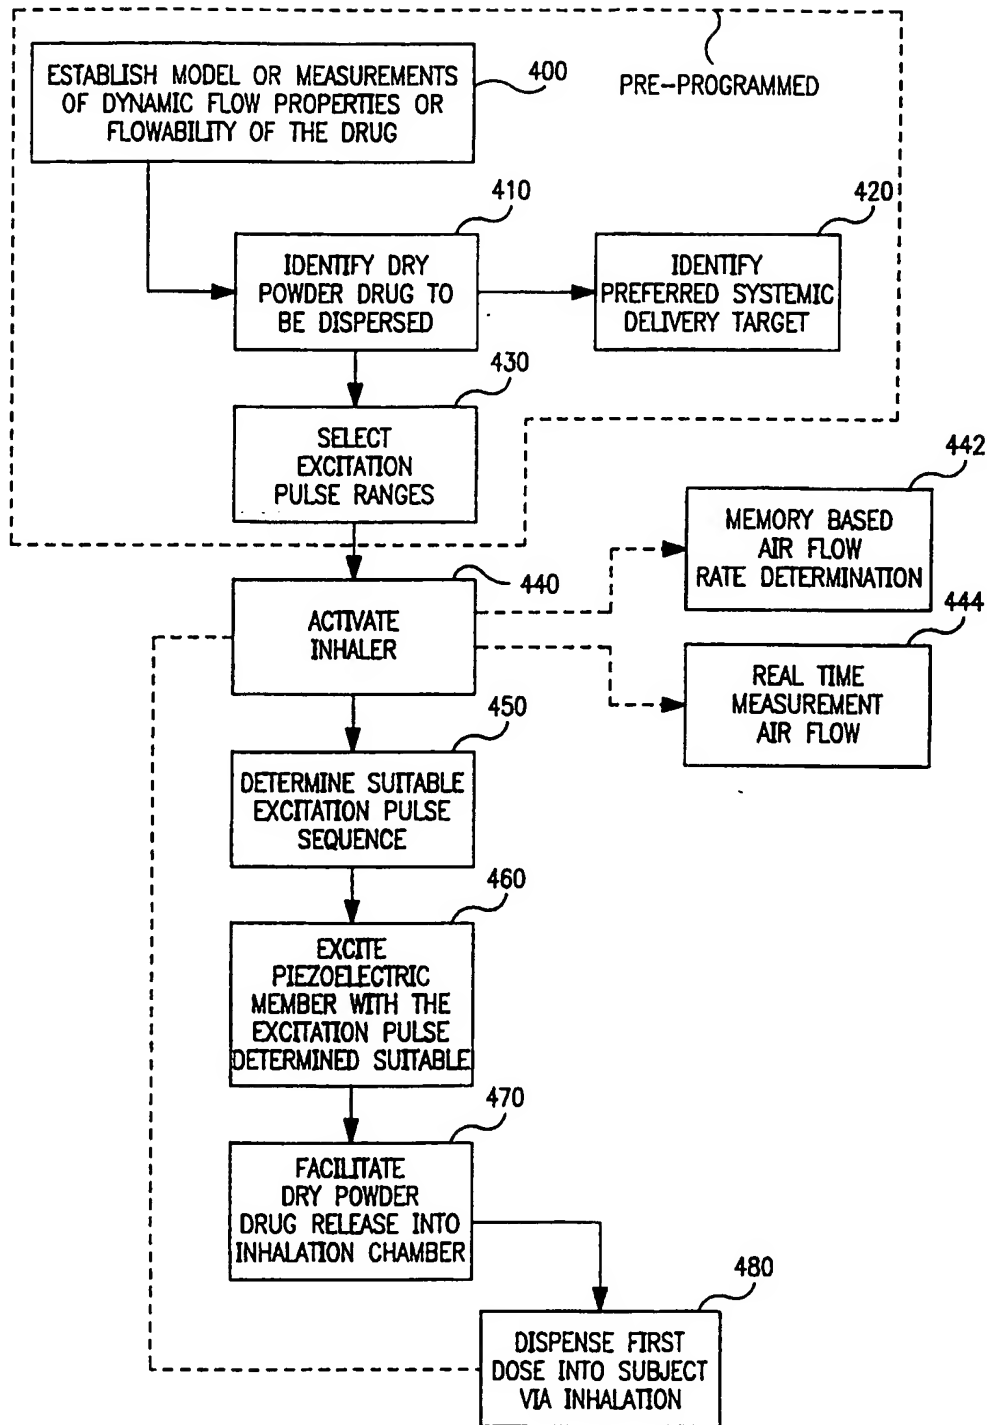 PRE-PROGRAMMED
400
ESTABLISH MODEL OR MEASUREMENTS
OF DYNAMIC FLOW PROPERTIES OR
FLOWABILITY OF THE DRUG
410
IDENTIFY DRY
POWDER DRUG TO
BE DISPERSED
420
IDENTIFY
PREFERRED SYSTEMIC
DELIVERY TARGET
430
SELECT
EXCITATION
PULSE RANGES
440
ACTIVATE
INHALER
442
MEMORY BASED
AIR FLOW
RATE DETERMINATION
444
REAL TIME
MEASUREMENT
AIR FLOW
450
DETERMINE SUITABLE
EXCITATION PULSE
SEQUENCE
460
EXCITE
PIEZOELECTRIC
MEMBER WITH THE
EXCITATION PULSE
DETERMINED SUITABLE
470
FACILITATE
DRY POWDER
DRUG RELEASE INTO
INHALATION CHAMBER
480
DISPENSE FIRST
DOSE INTO SUBJECT
VIA INHALATION